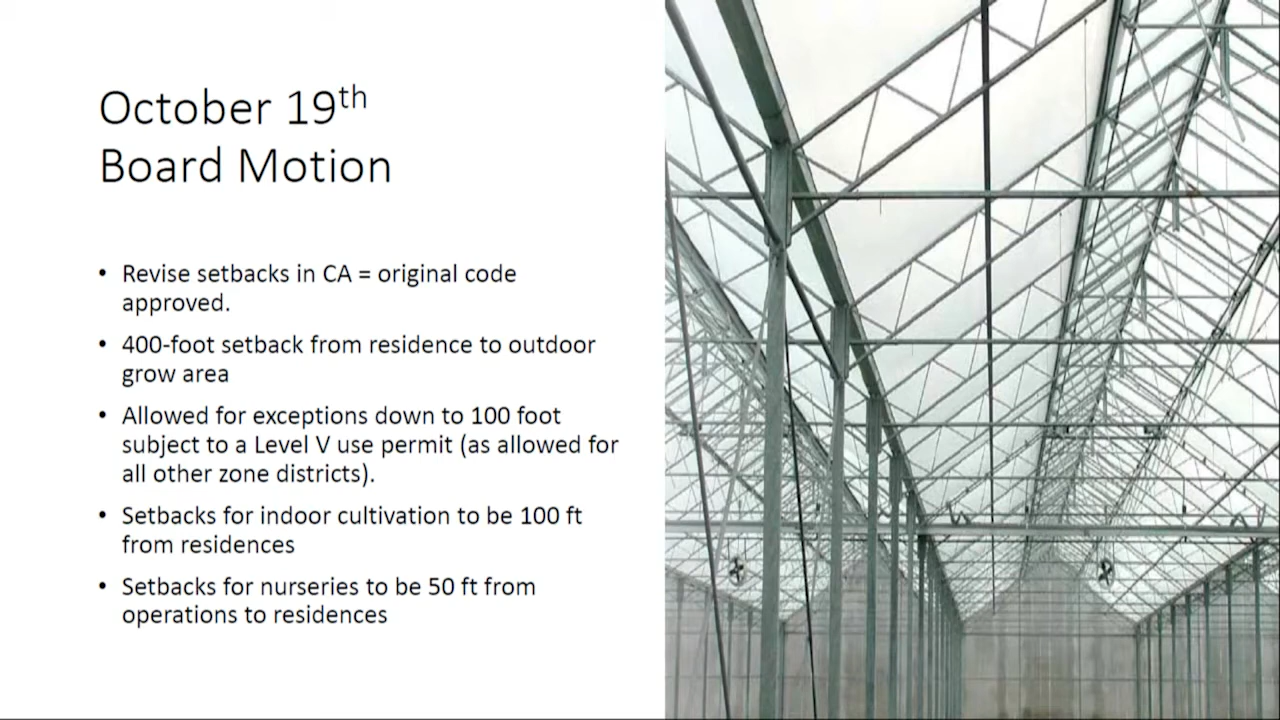 October 19th
Board Motion
• Revise setbacks in CA = original code
approved.
• 400-foot setback from residence to outdoor
grow area
• Allowed for exceptions down to 100 foot
subject to a Level V use permit (as allowed for
all other zone districts).
• Setbacks for indoor cultivation to be 100 ft
from residences
• Setbacks for nurseries to be 50 ft from
operations to residences